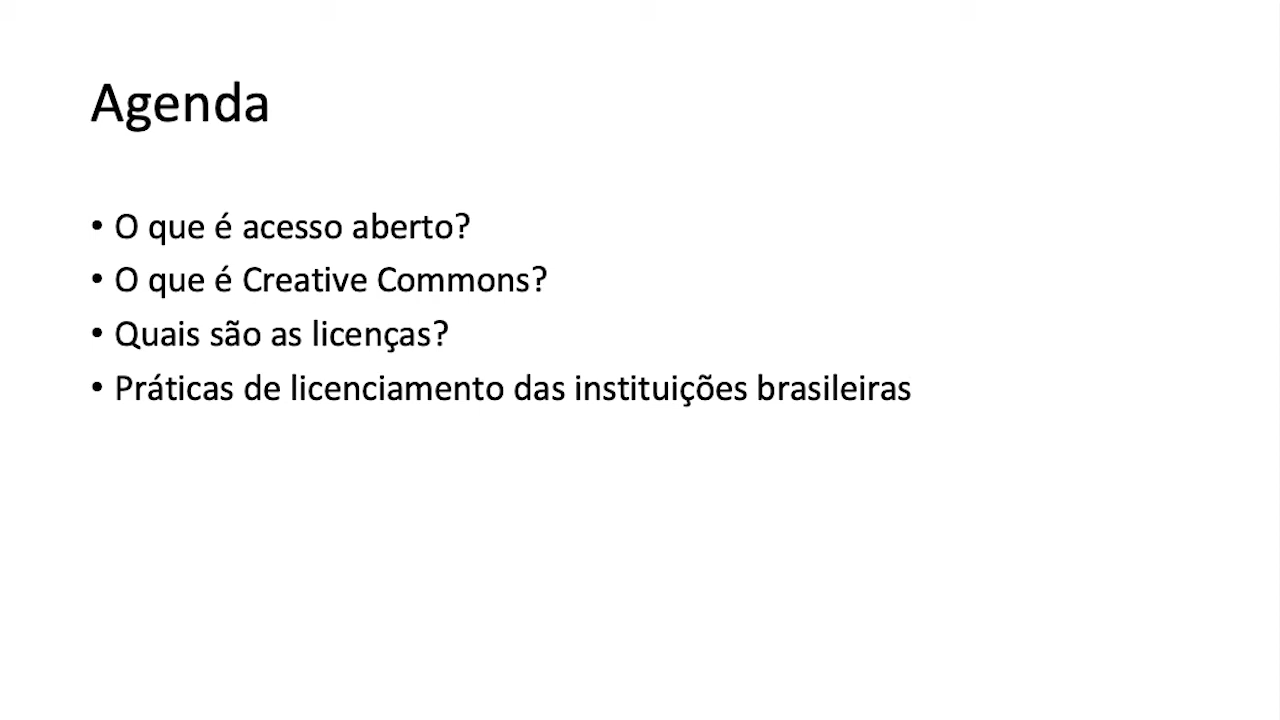 Agenda
• O que é acesso aberto?
• O que é Creative Commons?
• Quais são as licenças?
• Práticas de licenciamento das instituições brasileiras